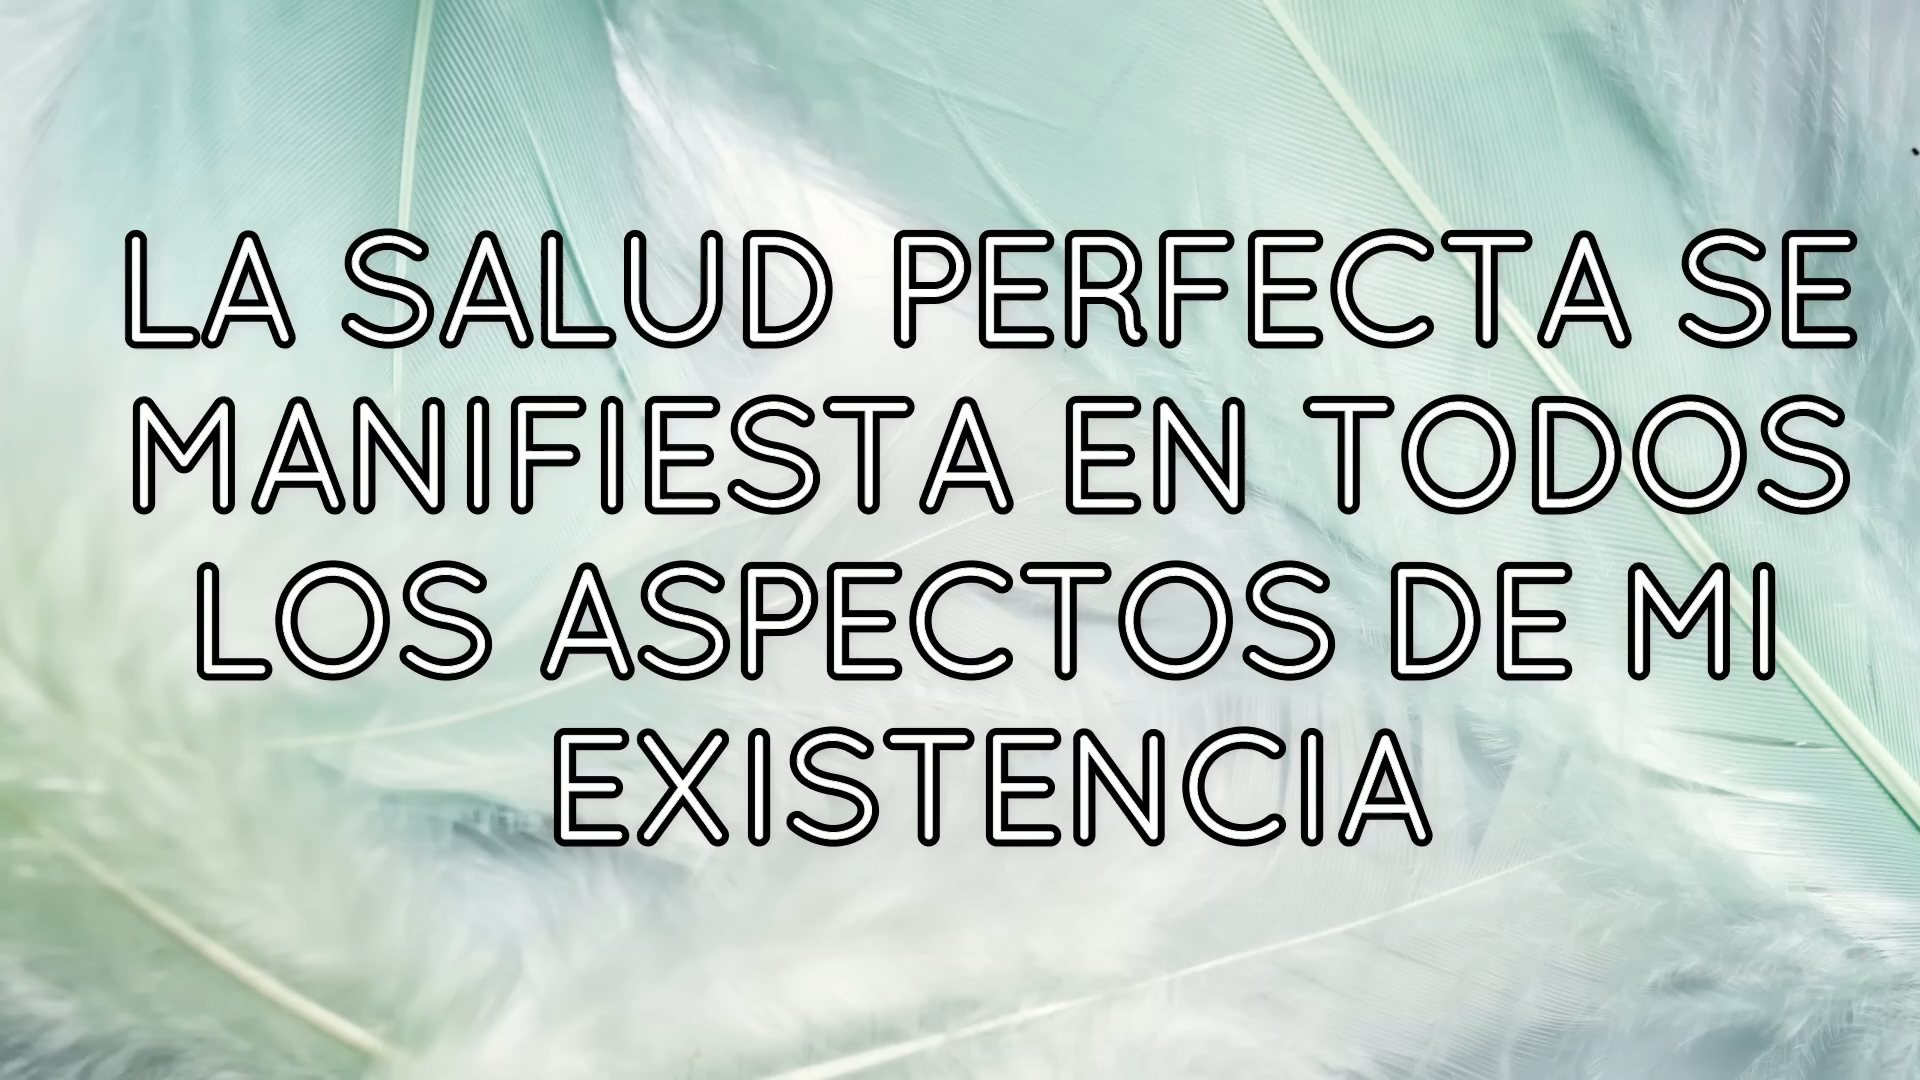 LA SALUD PERFECTA SE
MANIFIESTA EN TODOS
LOS ASPECTOS DE MI
EXISTENCIA